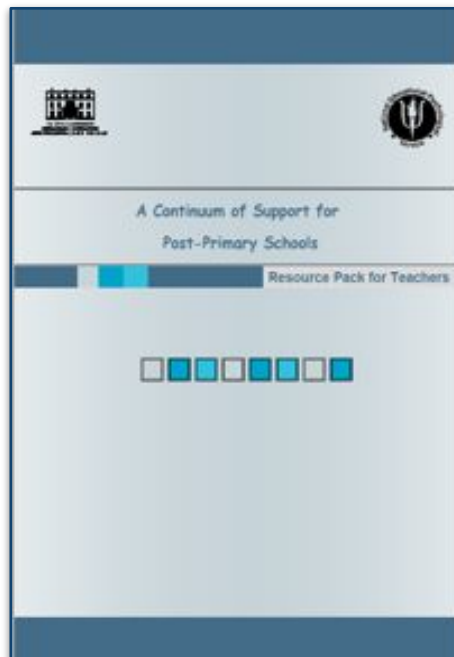 A Continuum of Support for
Post-Primary Schools
Resource Pack for Teachers